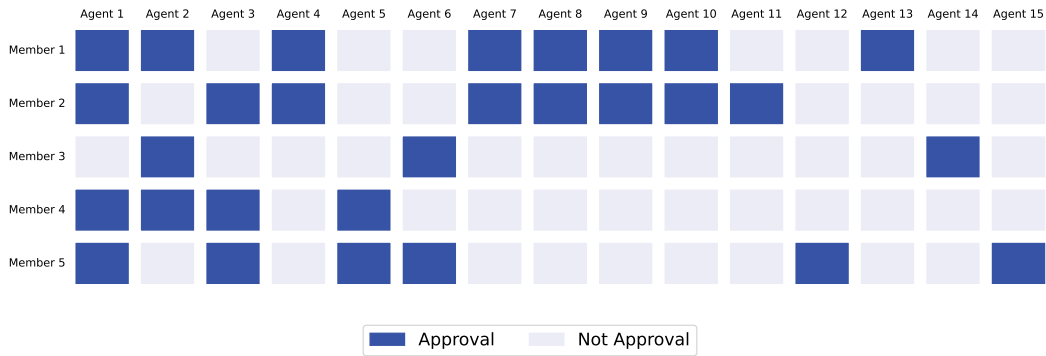 Agent 1 Agent 2 Agent 3 Agent 4 Agent 5 Agent 6 Agent 7 Agent 8 Agent 9 Agent 10 Agent 11 Agent 12 Agent 13 Agent 14 Agent 15
Member 1
Member 2
Member 3
Member 4
Member 5
Approval Not Approval